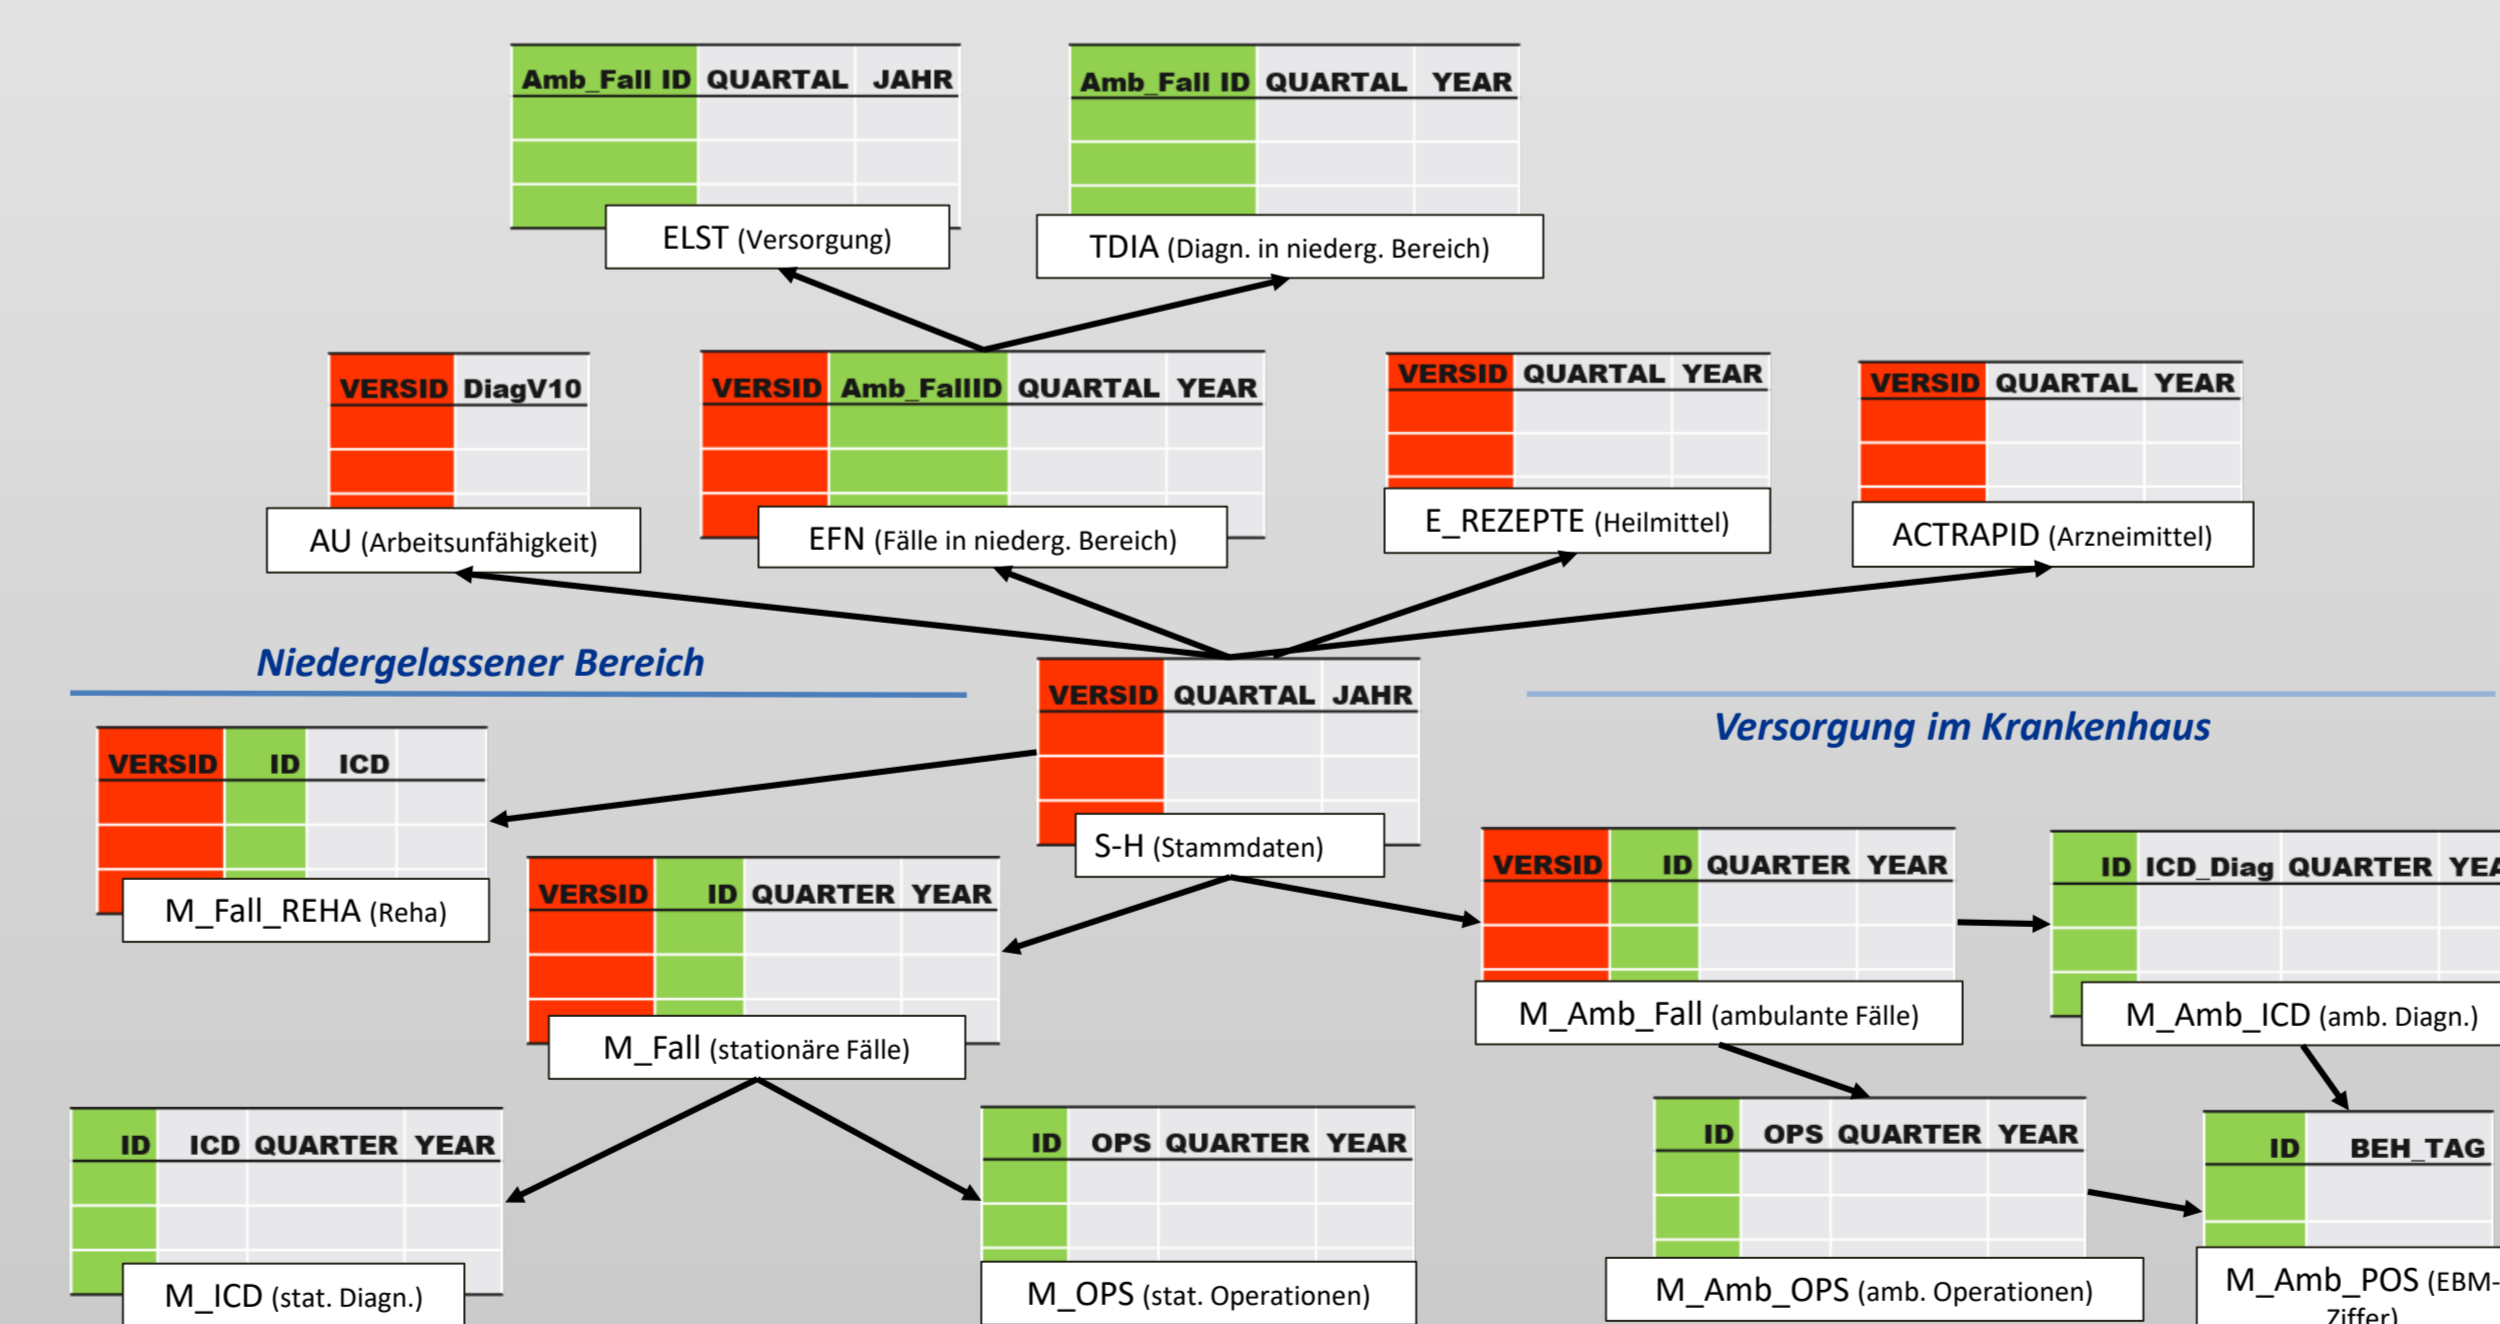 Amb_Fall ID QUARTAL JAHR
Amb_Fall ID QUARTAL YEAR
ELST (Versorgung)
TDIA (Diagn. in niederg. Bereich)
VERSID DiagV10
VERSID Amb_FallID QUARTAL YEAR
VERSID QUARTAL YEAR
VERSID QUARTAL YEAR
AU (Arbeitsunfähigkeit)
EFN (Fälle in niederg. Bereich)
E_REZEPTE (Heilmittel)
ACTRAPID (Arzneimittel)
Niedergelassener Bereich
VERSID QUARTAL JAHR
Versorgung im Krankenhaus
VERSID ID ICD
S-H (Stammdaten)
VERSID ID QUARTER YEAR
ID ICD_Diag QUARTER YEA
M_Fall_REHA (Reha)
VERSID ID QUARTER YEAR
M_Amb_Fall (ambulante Fälle)
M_Amb_ICD (amb. Diagn.)
M_Fall (stationäre Fälle)
ID ICD QUARTER YEAR
ID OPS QUARTER YEAR
ID OPS QUARTER YEAR
ID BEH_TAG
M_ICD (stat. Diagn.)
M_OPS (stat. Operationen)
M_Amb_OPS (amb. Operationen)
M_Amb_POS (EBM-
Ziffer)